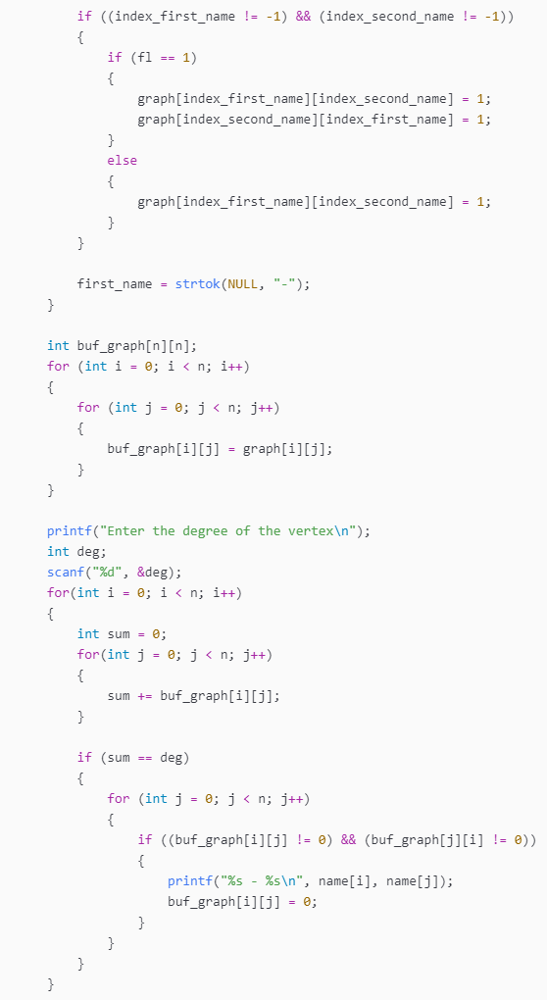 if ((index_first_name != -1) && (index_second_name != -1))
{
if (fl == 1)
{
graph[index_first_name][index_second_name] = 1;
graph[index_second_name][index_first_name] = 1;
}
else
{
graph[index_first_name][index_second_name] = 1;
}
}
first_name = strtok(NULL, "-");
}
int buf_graph[n][n];
for (int i = 0; i < n; i++)
{
for (int j = 0; j < n; j++)
{
buf_graph[i][j] = graph[i][j];
}
}
printf("Enter the degree of the vertex\n");
int deg;
scanf("%d", &deg);
for(int i = 0; i < n; i++)
{
int sum = 0;
for(int j = 0; j < n; j++)
{
sum += buf_graph[i][j];
}
if (sum == deg)
{
for (int j = 0; j < n; j++)
{
if ((buf_graph[i][j] != 0) && (buf_graph[j][i] != 0))
{
printf("%s - %s\n", name[i], name[j]);
buf_graph[i][j] = 0;
}
}
}
}